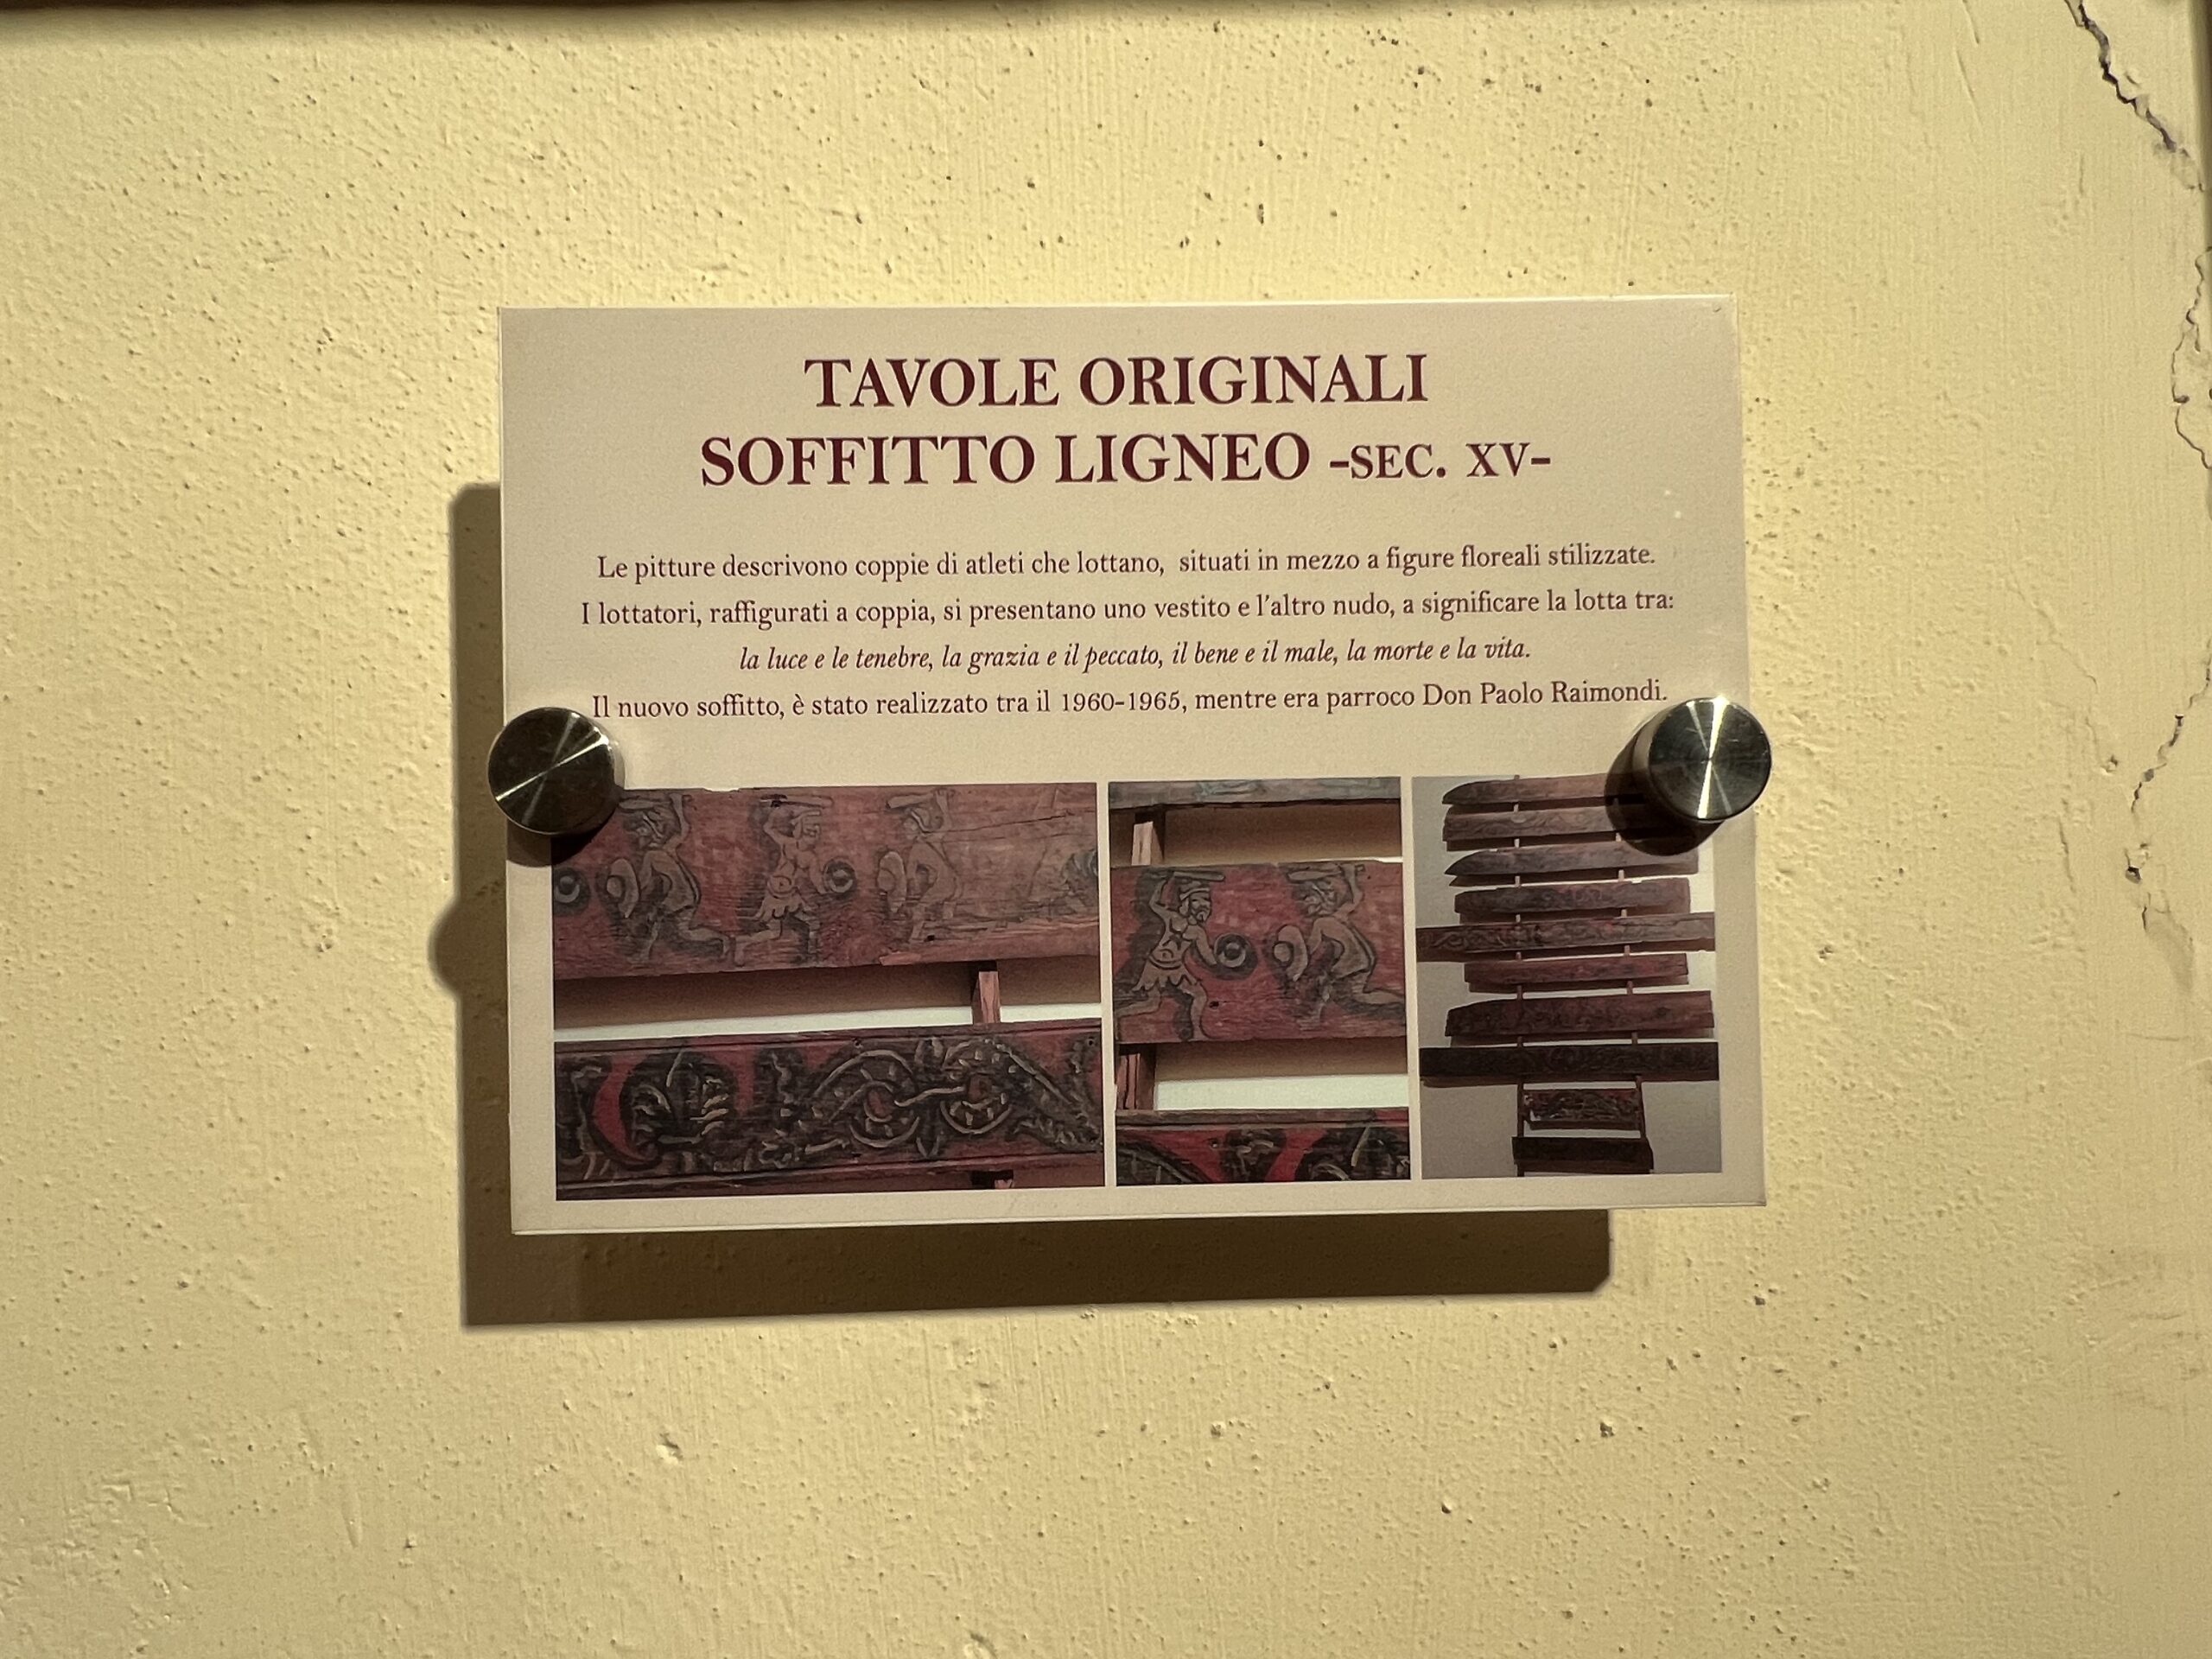 TAVOLE ORIGINALI
SOFFITTO LIGNEO -SEC. XV-
Le pitture descrivono coppie di atleti che lottano, situati in mezzo a figure floreali stilizzate.
I lottatori, raffigurati a coppia, si presentano uno vestito e l'altro nudo, a significare la lotta tra:
la luce e le tenebre, la grazia e il peccato, il bene e il male, la morte e la vita.
Il nuovo soffitto, è stato realizzato tra il 1960-1965, mentre era parroco Don Paolo Raimondi.